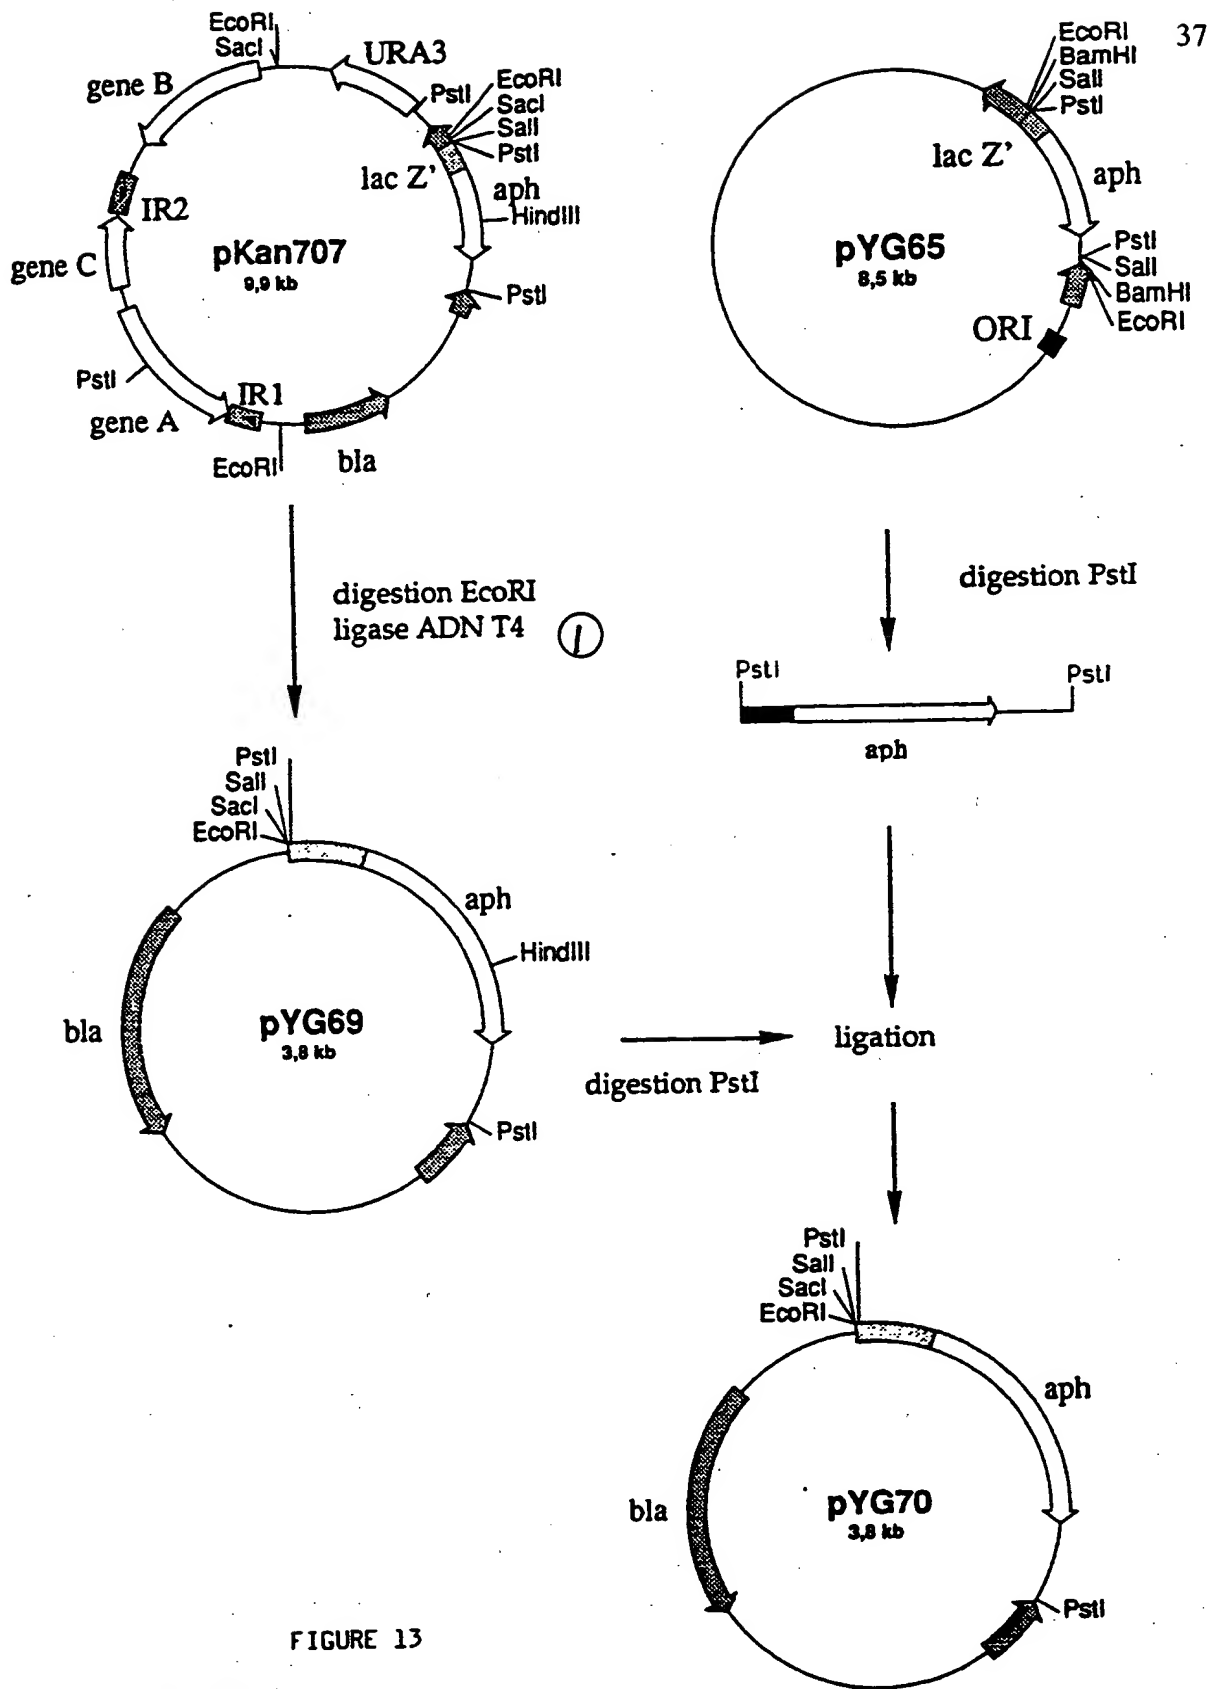 37
EcoRI
SacI
URA3
gene B
PstI
EcoRI
SacI
SalI
PstI
lac Z'
aph
HindIII
IR2
pKan707
9,9 kb
gene C
PstI
PstI
IR1
gene A
EcoRI
bla
EcoRI
BamHI
SalI
PstI
lac Z'
aph
pYG65
8,5 kb
PstI
SalI
BamHI
EcoRI
ORI
digestion EcoRI
ligase ADN T4
1
digestion PstI
PstI
PstI
aph
PstI
SalI
SacI
EcoRI
aph
HindIII
bla
pYG69
3,8 kb
PstI
digestion PstI
ligation
PstI
SalI
SacI
EcoRI
aph
bla
pYG70
3,8 kb
PstI
FIGURE 13